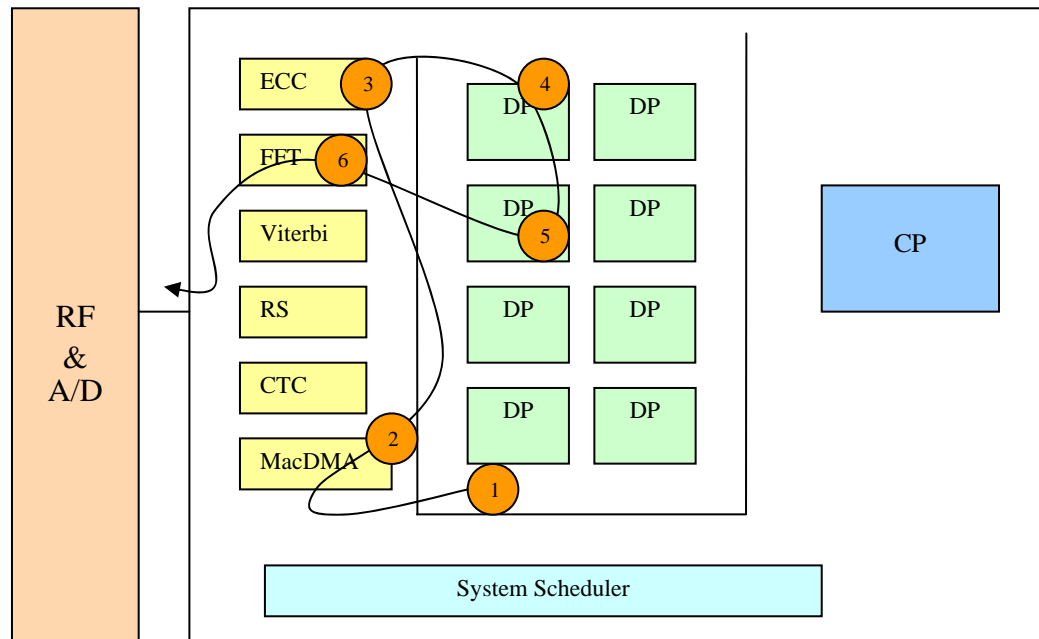 RF
&
A/D
ECC
FFT
Viterbi
RS
CTC
MacDMA
3
6
2
4
5
1
DP
DP
DP
DP
DP
DP
DP
DP
CP
System Scheduler